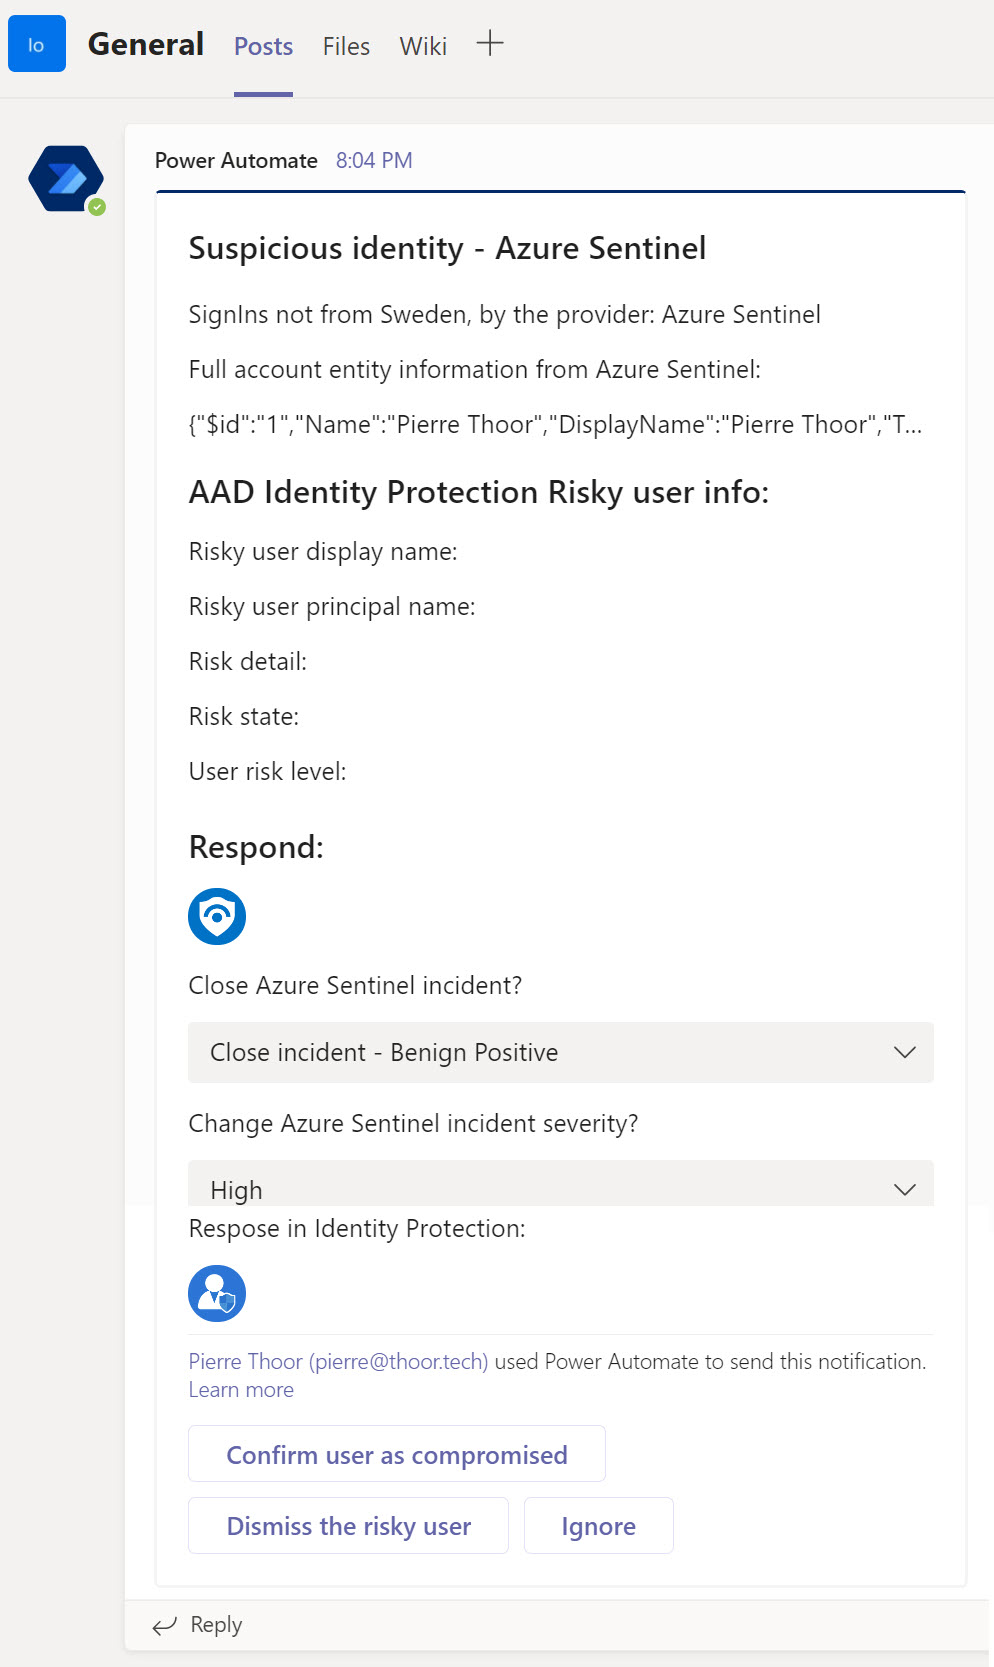 Io
General Posts Files Wiki
Power Automate 8:04 PM
Suspicious identity - Azure Sentinel
SignIns not from Sweden, by the provider: Azure Sentinel
Full account entity information from Azure Sentinel:
{"$id":"1","Name":"Pierre Thoor","DisplayName":"Pierre Thoor","T...
AAD Identity Protection Risky user info:
Risky user display name:
Risky user principal name:
Risk detail:
Risk state:
User risk level:
Respond:
Close Azure Sentinel incident?
Close incident - Benign Positive
Change Azure Sentinel incident severity?
High
Respose in Identity Protection:
Pierre Thoor (pierre@thoor.tech) used Power Automate to send this notification.
Learn more
Confirm user as compromised
Dismiss the risky user Ignore
Reply